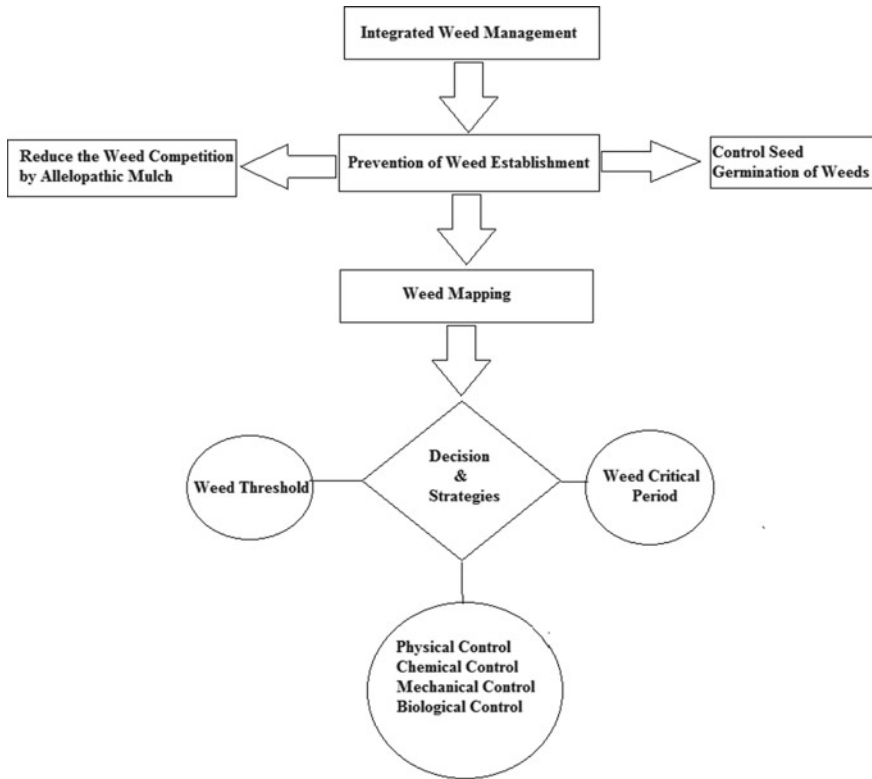 Integrated Weed Management
Reduce the Weed Competition
by Allelopathic Mulch
Prevention of Weed Establishment
Control Seed
Germination of Weeds
Weed Mapping
Decision
&
Strategies
Weed Threshold
Weed Critical
Period
Physical Control
Chemical Control
Mechanical Control
Biological Control